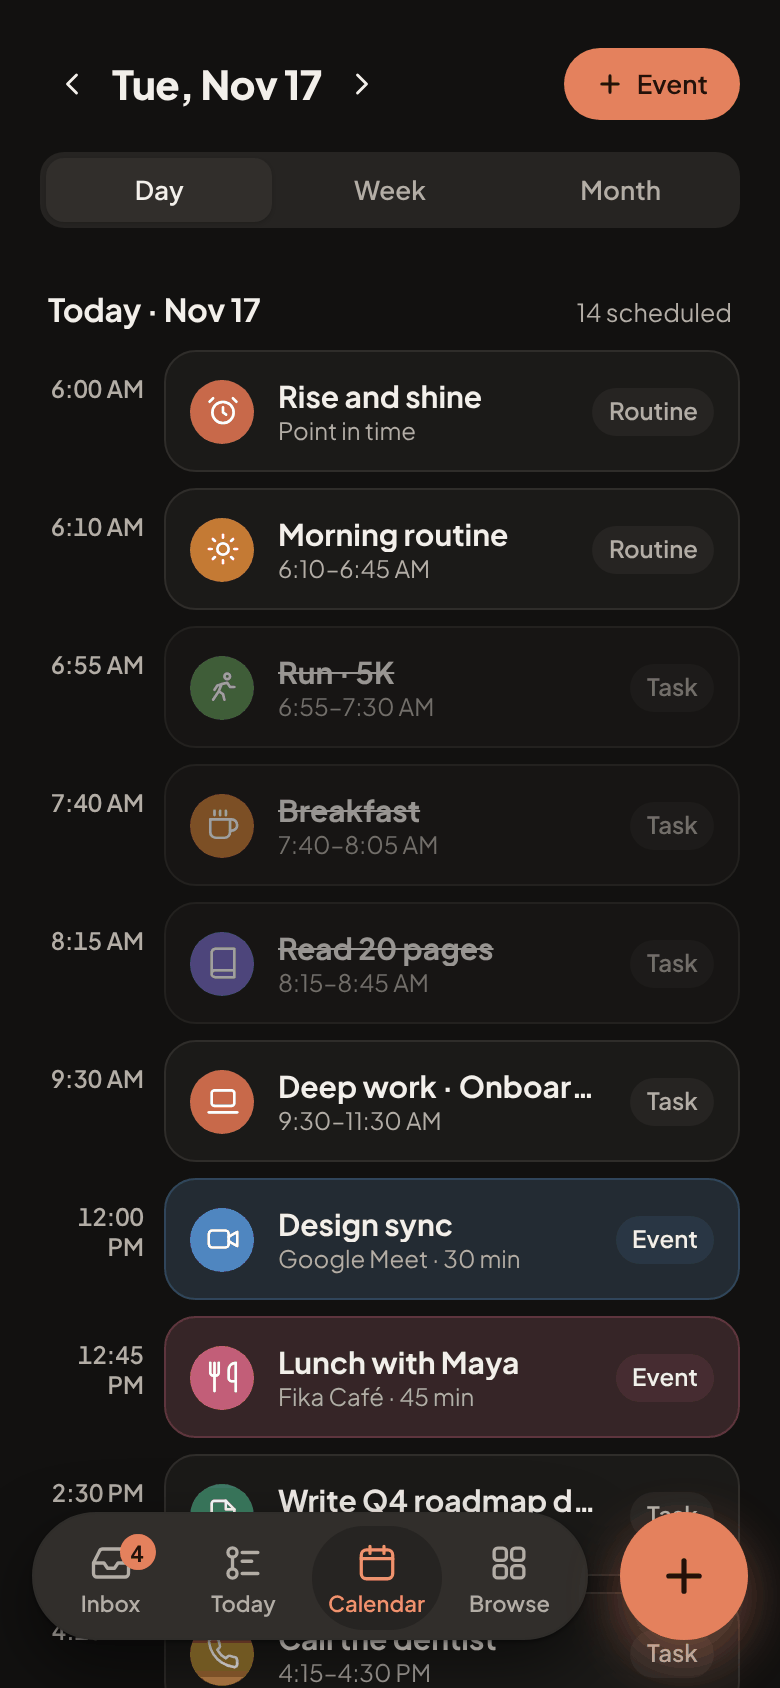 Tue, Nov 17
+ Event
Day
Week
Month
Today · Nov 17
14 scheduled
6:00 AM
Rise and shine
Point in time
Routine
6:10 AM
Morning routine
6:10–6:45 AM
Routine
6:55 AM
Run · 5K
6:55–7:30 AM
Task
7:40 AM
Breakfast
7:40–8:05 AM
Task
8:15 AM
Read 20 pages
8:15–8:45 AM
Task
9:30 AM
Deep work · Onboar…
9:30–11:30 AM
Task
12:00
PM
Design sync
Google Meet · 30 min
Event
12:45
PM
Lunch with Maya
Fika Café · 45 min
Event
2:30 PM
Write Q4 roadmap d…
Task
Call the dentist
4:15–4:30 PM
Task
4
Inbox
Today
Calendar
Browse